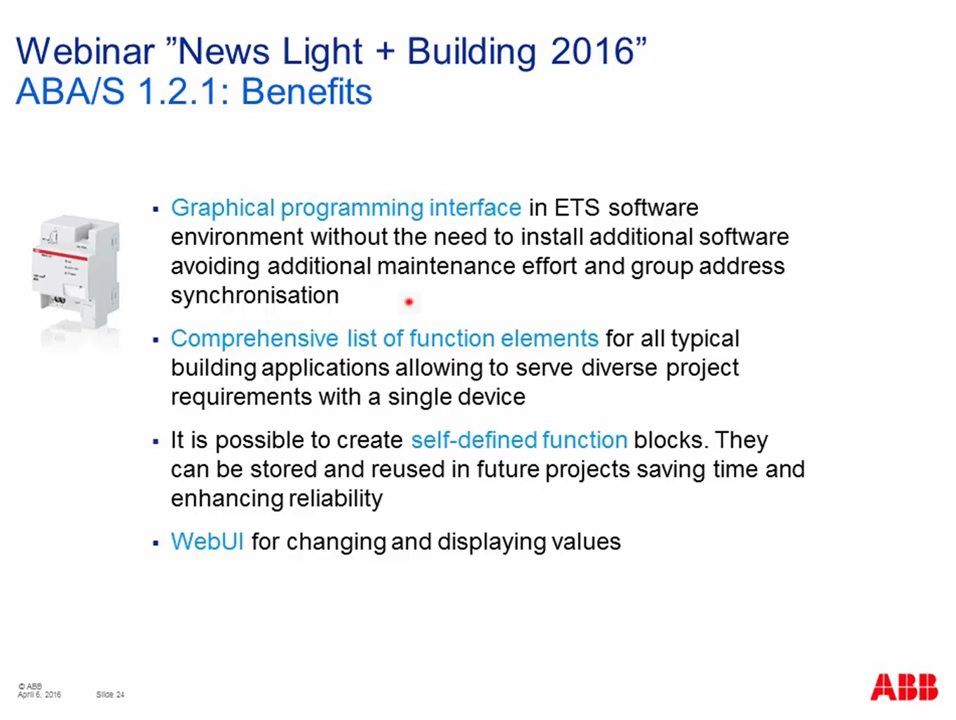 Webinar ”News Light + Building 2016”
ABA/S 1.2.1: Benefits
▪ Graphical programming interface in ETS software
environment without the need to install additional software
avoiding additional maintenance effort and group address
synchronisation
▪ Comprehensive list of function elements for all typical
building applications allowing to serve diverse project
requirements with a single device
▪ It is possible to create self-defined function blocks. They
can be stored and reused in future projects saving time and
enhancing reliability
▪ WebUI for changing and displaying values
© ABB
April 6, 2016 Slide 24
ABB